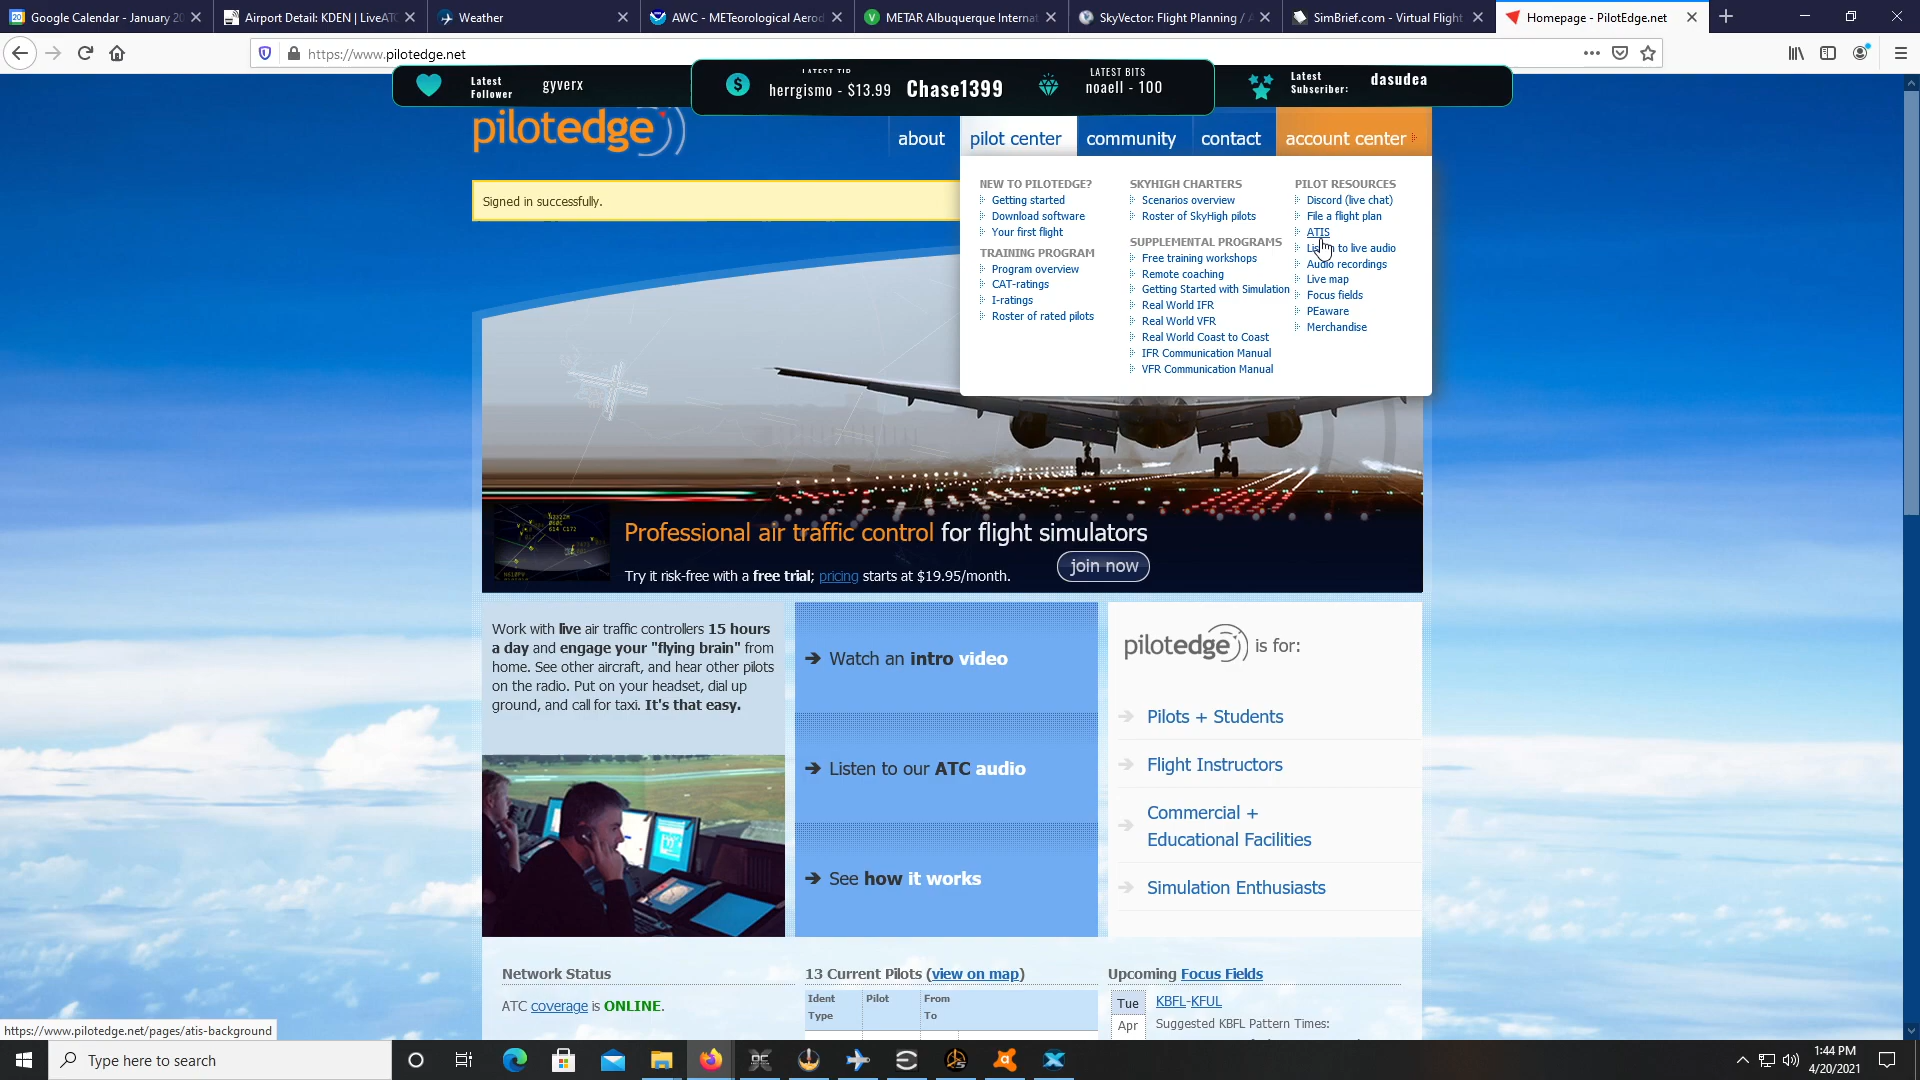 Google Calendar - January 20
Airport Detail: KDEN | LiveATC
Weather
AWC - METeorological Aerod
METAR Albuquerque Internat
SkyVector: Flight Planning / A
SimBrief.com - Virtual Flight
Homepage - PilotEdge.net
https://www.pilotedge.net
Latest Follower
gyverx
LATEST TIP
herrgismo - $13.99
Chase1399
LATEST BITS
noaell - 100
Latest Subscriber:
dasudea
pilotedge
about
pilot center
community
contact
account center
Signed in successfully.
NEW TO PILOTEDGE?
Getting started
Download software
Your first flight
TRAINING PROGRAM
Program overview
CAT-ratings
I-ratings
Roster of rated pilots
SKYHIGH CHARTERS
Scenarios overview
Roster of SkyHigh pilots
SUPPLEMENTAL PROGRAMS
Free training workshops
Remote coaching
Getting Started with Simulation
Real World IFR
Real World VFR
Real World Coast to Coast
IFR Communication Manual
VFR Communication Manual
PILOT RESOURCES
Discord (live chat)
File a flight plan
ATIS
Listen to live audio
Audio recordings
Live map
Focus fields
PEaware
Merchandise
Professional air traffic control for flight simulators
Try it risk-free with a free trial; pricing starts at $19.95/month.
join now
Work with live air traffic controllers 15 hours
a day and engage your "flying brain" from
home. See other aircraft, and hear other pilots
on the radio. Put on your headset, dial up
ground, and call for taxi. It's that easy.
Watch an intro video
Listen to our ATC audio
See how it works
pilotedge is for:
Pilots + Students
Flight Instructors
Commercial +
Educational Facilities
Simulation Enthusiasts
Network Status
ATC coverage is ONLINE.
13 Current Pilots (view on map)
Ident
Type
Pilot
From
To
Upcoming Focus Fields
Tue
Apr
KBFL-KFUL
Suggested KBFL Pattern Times:
https://www.pilotedge.net/pages/atis-background
Type here to search
1:44 PM
4/20/2021